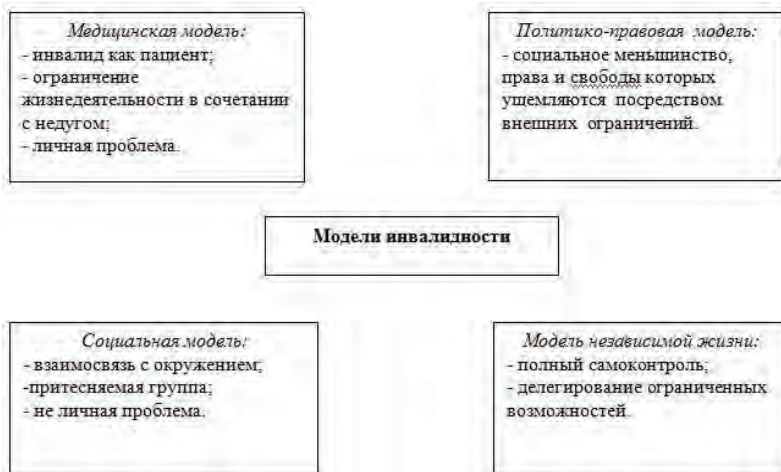 Медицинская модель:
- инвалид как пациент;
- ограничение
жизнедеятельности в сочетании
с недугом;
- личная проблема.
Политико-правовая модель:
- социальное меньшинство,
права и свободы которых
ущемляются посредством
внешних ограничений.
Модели инвалидности
Социальная модель:
- взаимосвязь с окружением;
-притесняемая группа;
- не личная проблема.
Модель независимой жизни:
- полный самоконтроль;
- делегирование ограниченных
возможностей.